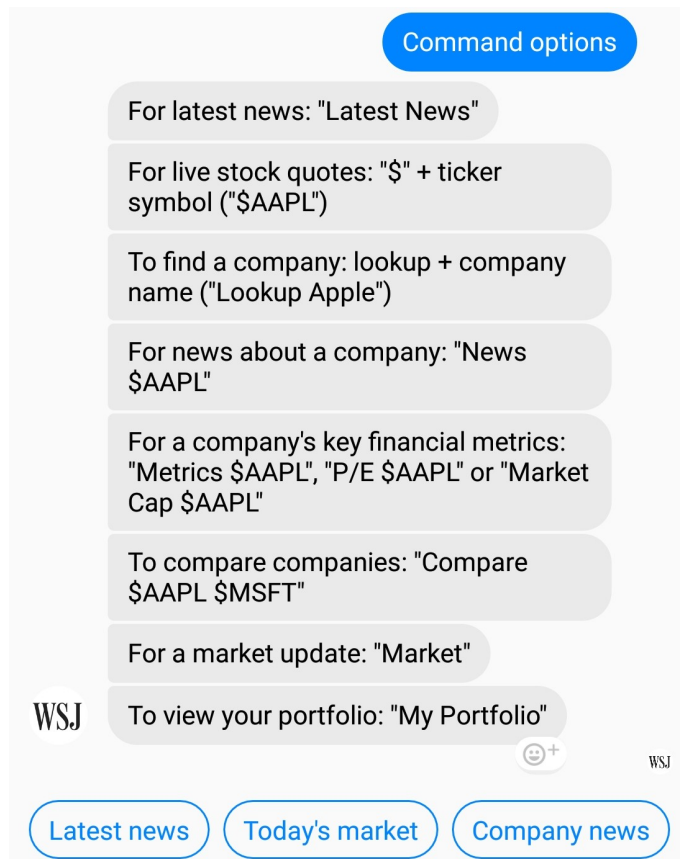 Command options
For latest news: "Latest News"
For live stock quotes: "$" + ticker
symbol ("$AAPL")
To find a company: lookup + company
name ("Lookup Apple")
For news about a company: "News
$AAPL"
For a company's key financial metrics:
"Metrics $AAPL", "P/E $AAPL" or "Market
Cap $AAPL"
To compare companies: "Compare
$AAPL $MSFT"
For a market update: "Market"
WSJ
To view your portfolio: "My Portfolio"
WSJ
Latest news
Today's market
Company news